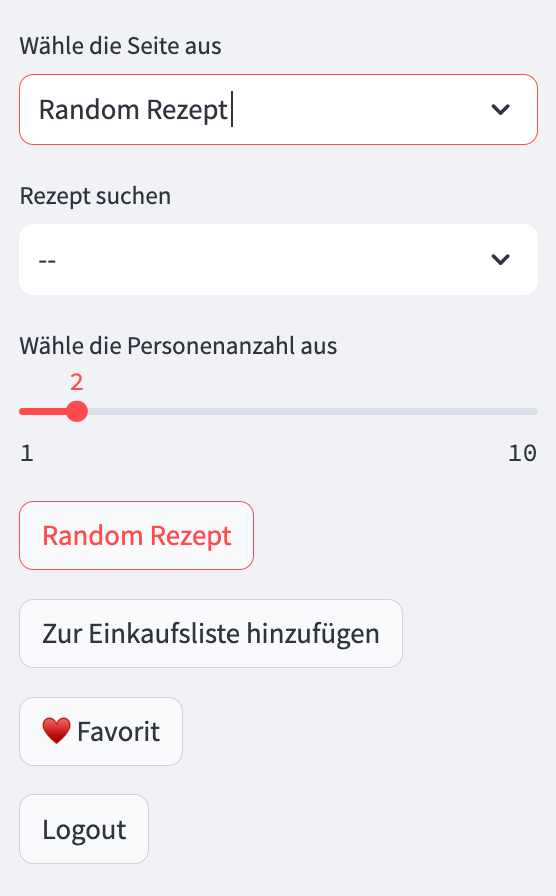 Wähle die Seite aus
Random Rezept
Rezept suchen
--
Wähle die Personenanzahl aus
2
1 10
Random Rezept
Zur Einkaufsliste hinzufügen
♥️ Favorit
Logout